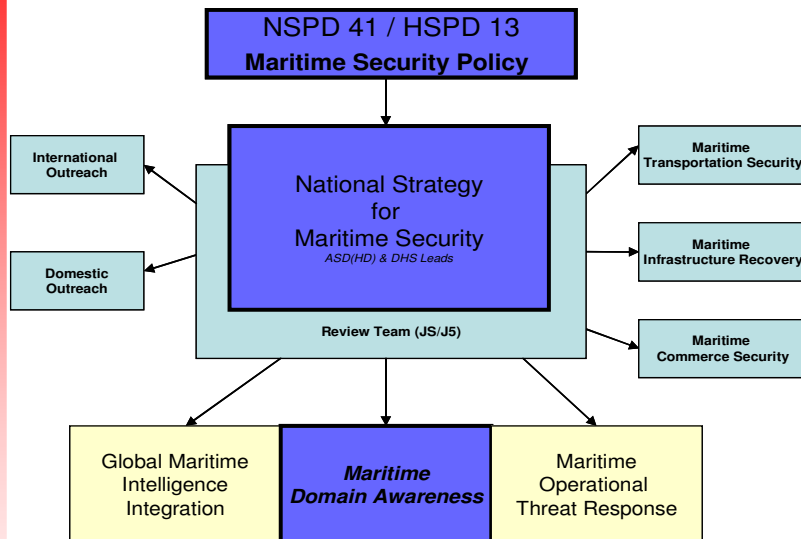 NSPD 41 / HSPD 13
Maritime Security Policy
International
Outreach
Domestic
Outreach
National Strategy
for
Maritime Security
ASD(HD) & DHS Leads
Review Team (JS/J5)
Maritime
Transportation Security
Maritime
Infrastructure Recovery
Maritime
Commerce Security
Global Maritime
Intelligence
Integration
Maritime
Domain Awareness
Maritime
Operational
Threat Response